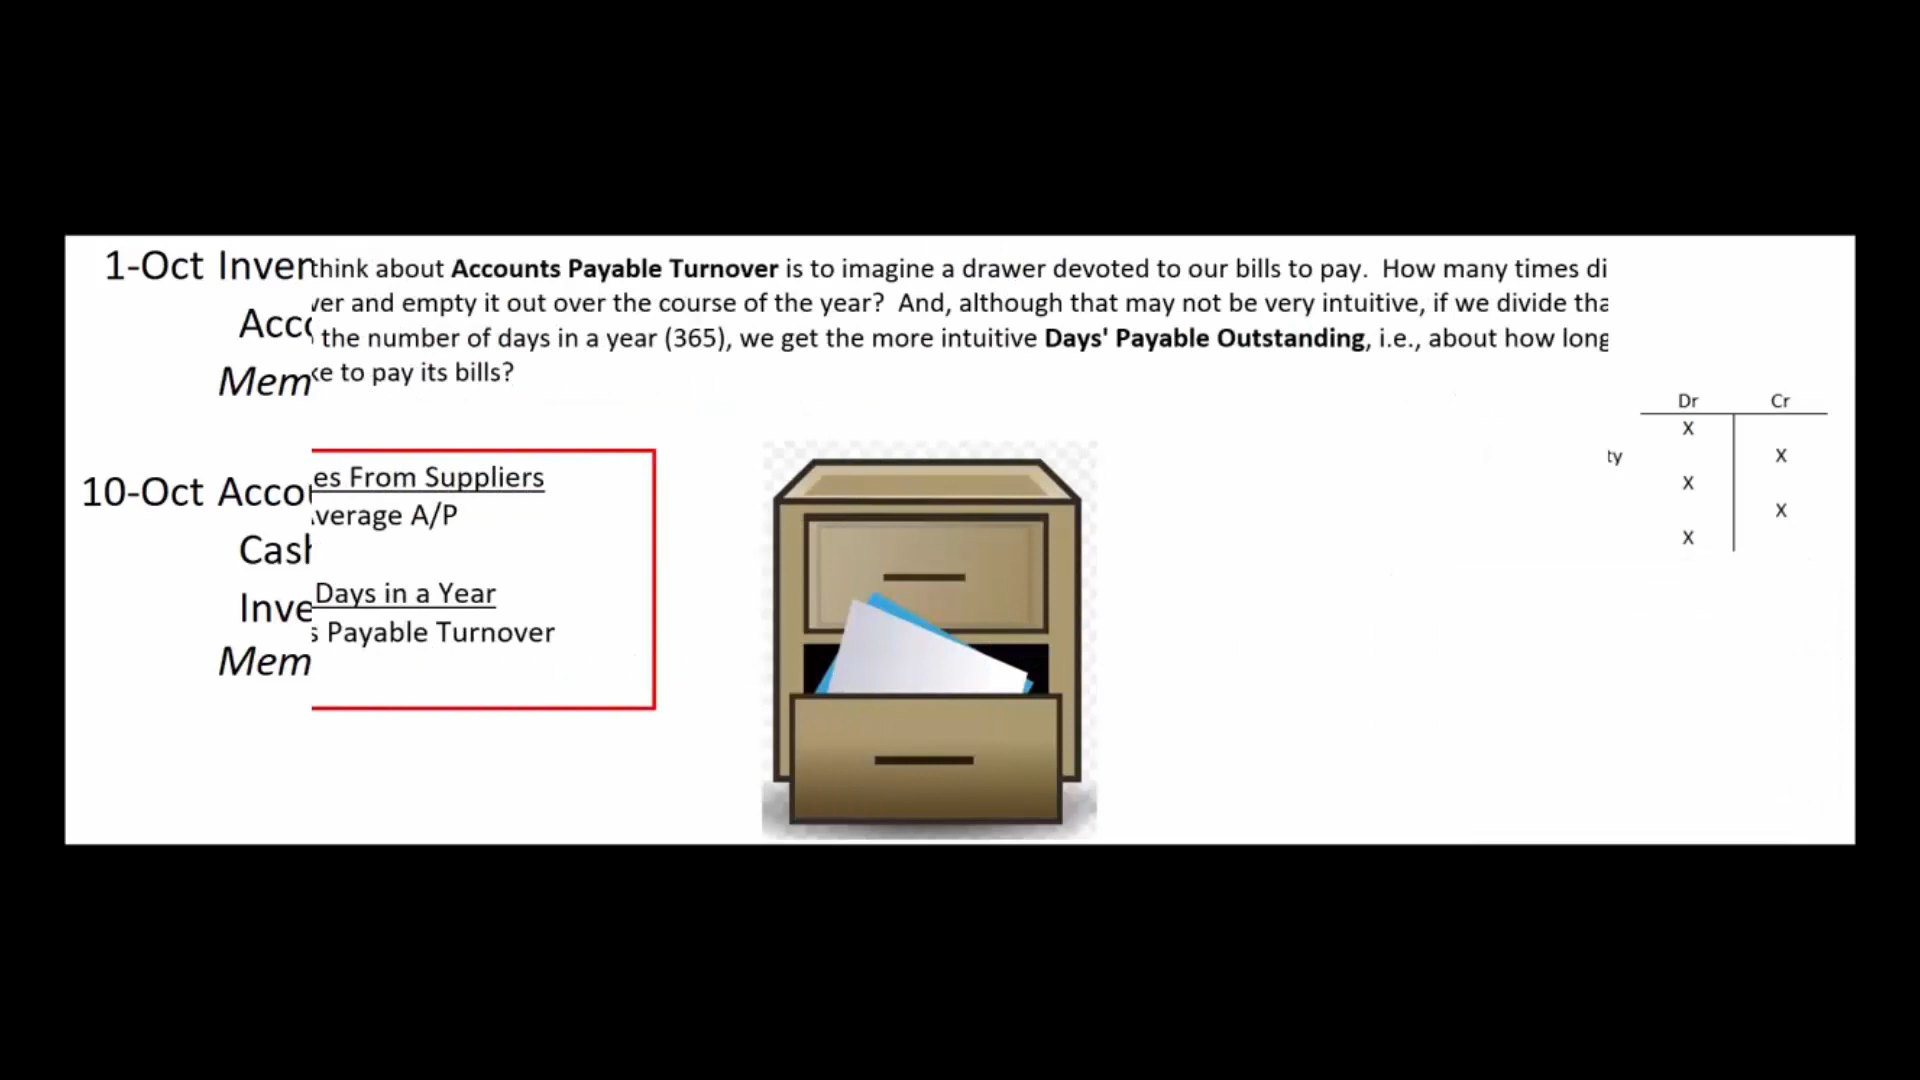 1-Oct Inven
think about Accounts Payable Turnover is to imagine a drawer devoted to our bills to pay. How many times di
ver and empty it out over the course of the year? And, although that may not be very intuitive, if we divide tha
Acco
the number of days in a year (365), we get the more intuitive Days' Payable Outstanding, i.e., about how long
Mem
ke to pay its bills?
Dr Cr
X
ty X
X
X
X
10-Oct Accou
es From Suppliers
Average A/P
Cash
Days in a Year
Inve
s Payable Turnover
Mem